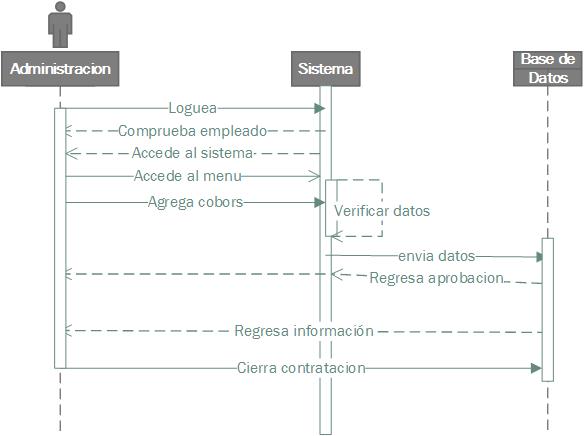 Administracion
Sistema
Base de
Datos
Loguea
Comprueba empleado
Accede al sistema
Accede al menu
Agrega cobors
Verificar datos
envia datos
Regresa aprobacion
Regresa información
Cierra contratacion